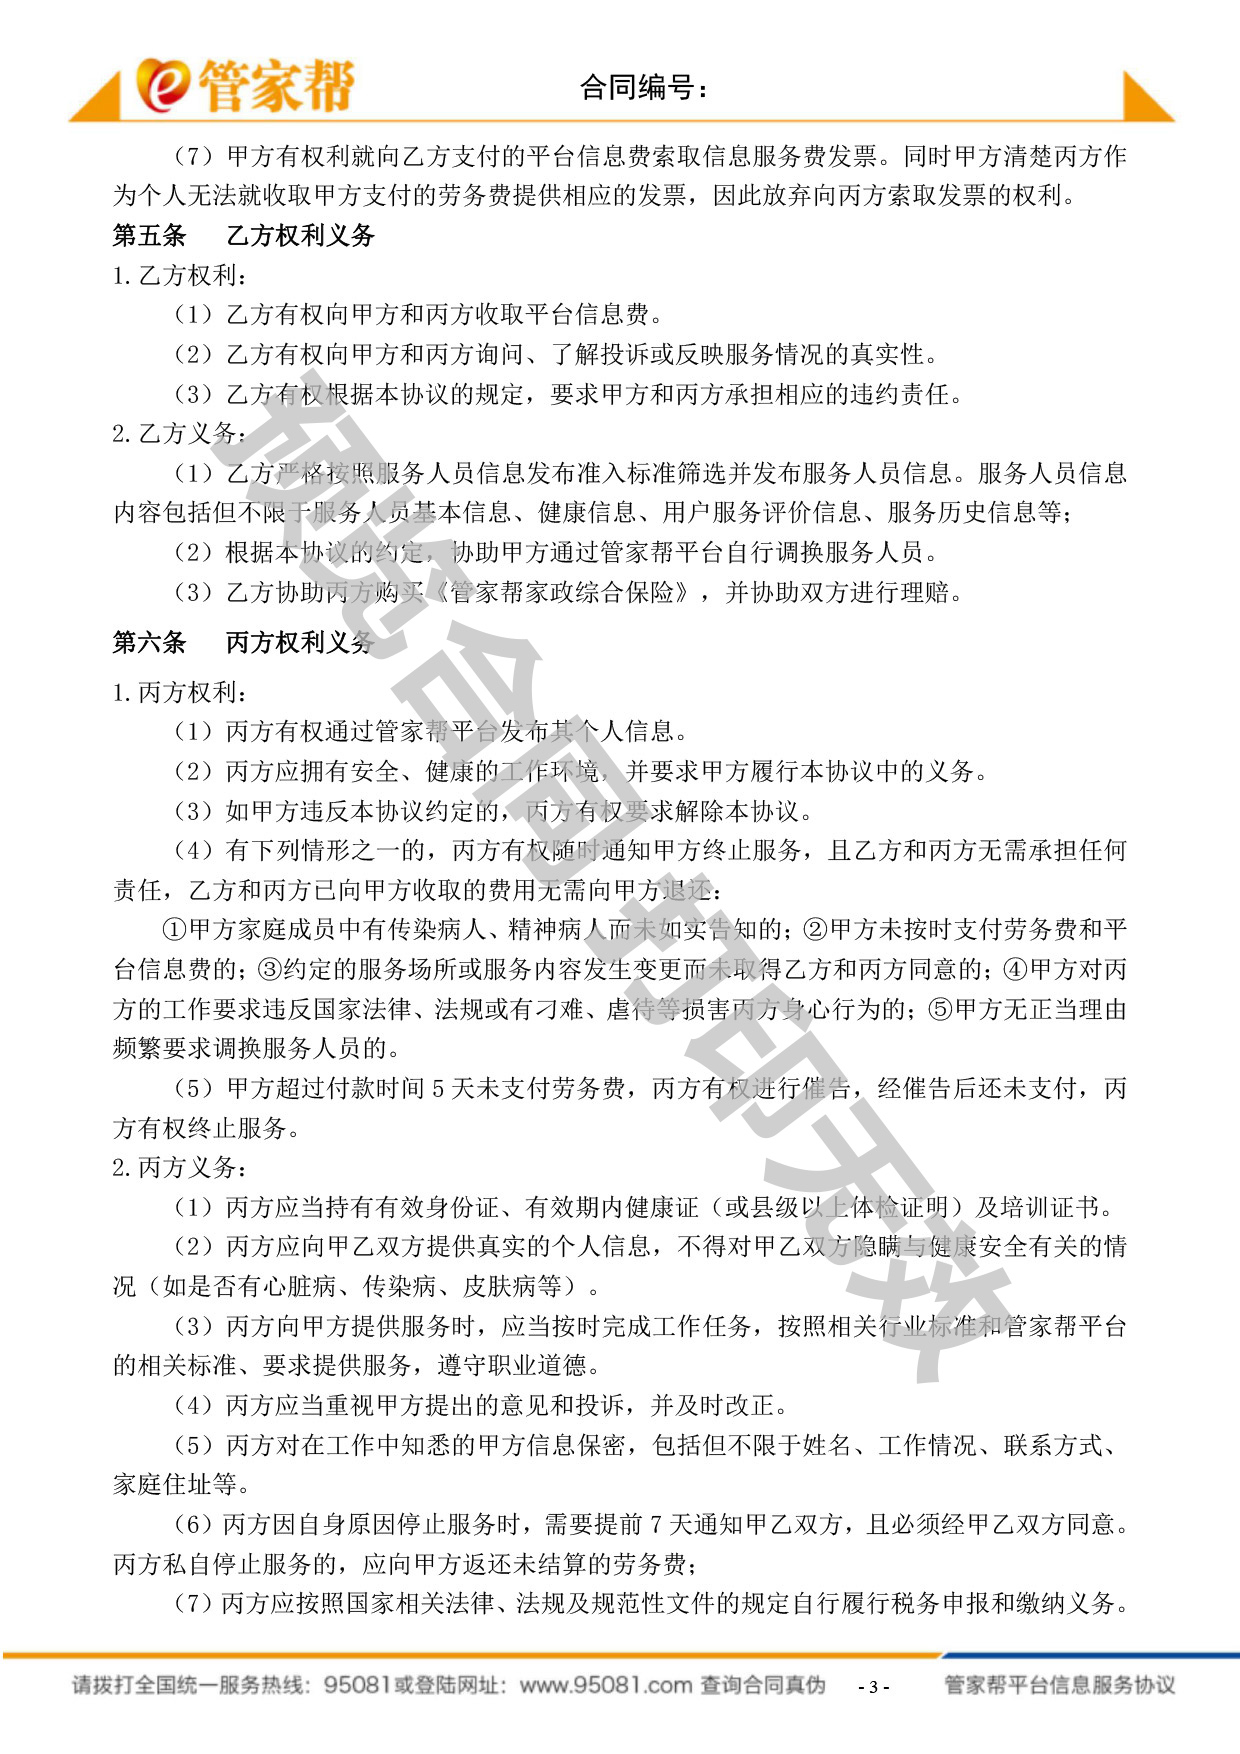 管家帮
合同编号：
（7）甲方有权利就向乙方支付的平台信息费索取信息服务费发票。同时甲方清楚丙方作
为个人无法就收取甲方支付的劳务费提供相应的发票，因此放弃向丙方索取发票的权利。
第五条 乙方权利义务
1.乙方权利：
（1）乙方有权向甲方和丙方收取平台信息费。
（2）乙方有权向甲方和丙方询问、了解投诉或反映服务情况的真实性。
（3）乙方有权根据本协议的规定，要求甲方和丙方承担相应的违约责任。
2.乙方义务：
（1）乙方严格按照服务人员信息发布准入标准筛选并发布服务人员信息。服务人员信息
内容包括但不限于服务人员基本信息、健康信息、用户服务评价信息、服务历史信息等；
（2）根据本协议的约定，协助甲方通过管家帮平台自行调换服务人员。
（3）乙方协助丙方购买《管家帮家政综合保险》，并协助双方进行理赔。
第六条 丙方权利义务
1.丙方权利：
（1）丙方有权通过管家帮平台发布其个人信息。
（2）丙方应拥有安全、健康的工作环境，并要求甲方履行本协议中的义务。
（3）如甲方违反本协议约定的，丙方有权要求解除本协议。
（4）有下列情形之一的，丙方有权随时通知甲方终止服务，且乙方和丙方无需承担任何
责任，乙方和丙方已向甲方收取的费用无需向甲方退还：
①甲方家庭成员中有传染病人、精神病人而未如实告知的；②甲方未按时支付劳务费和平
台信息费的；③约定的服务场所或服务内容发生变更而未取得乙方和丙方同意的；④甲方对丙
方的工作要求违反国家法律、法规或有刁难、虐待等损害丙方身心行为的；⑤甲方无正当理由
频繁要求调换服务人员的。
（5）甲方超过付款时间 5 天未支付劳务费，丙方有权进行催告，经催告后还未支付，丙
方有权终止服务。
2.丙方义务：
（1）丙方应当持有有效身份证、有效期内健康证（或县级以上体检证明）及培训证书。
（2）丙方应向甲乙双方提供真实的个人信息，不得对甲乙双方隐瞒与健康安全有关的情
况（如是否有心脏病、传染病、皮肤病等）。
（3）丙方向甲方提供服务时，应当按时完成工作任务，按照相关行业标准和管家帮平台
的相关标准、要求提供服务，遵守职业道德。
（4）丙方应当重视甲方提出的意见和投诉，并及时改正。
（5）丙方对在工作中知悉的甲方信息保密，包括但不限于姓名、工作情况、联系方式、
家庭住址等。
（6）丙方因自身原因停止服务时，需要提前 7 天通知甲乙双方，且必须经甲乙双方同意。
丙方私自停止服务的，应向甲方返还未结算的劳务费；
（7）丙方应按照国家相关法律、法规及规范性文件的规定自行履行税务申报和缴纳义务。
预览合同 打印无效
请拨打全国统一服务热线：95081或登陆网址：www.95081.com 查询合同真伪 - 3 - 管家帮平台信息服务协议